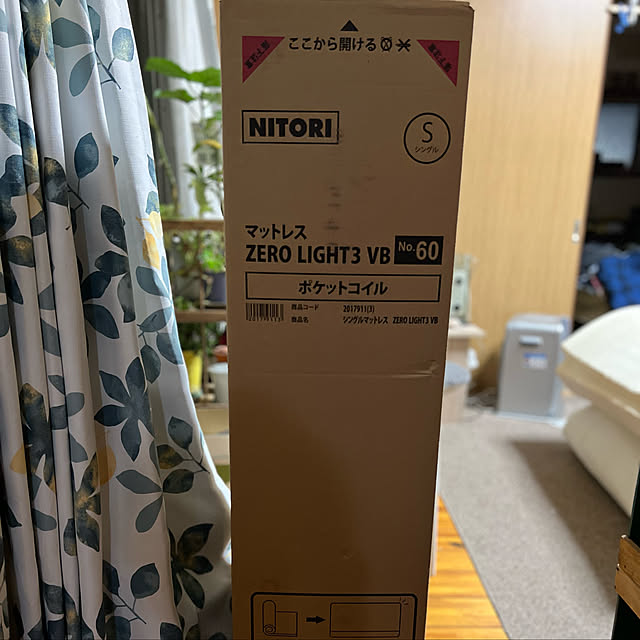 ここから開ける
NITORI
S
シングル
マットレス
ZERO LIGHT3 VB No.60
ポケットコイル
商品コード 2017911(3)
商品名 シングルマットレス ZERO LIGHT3 VB